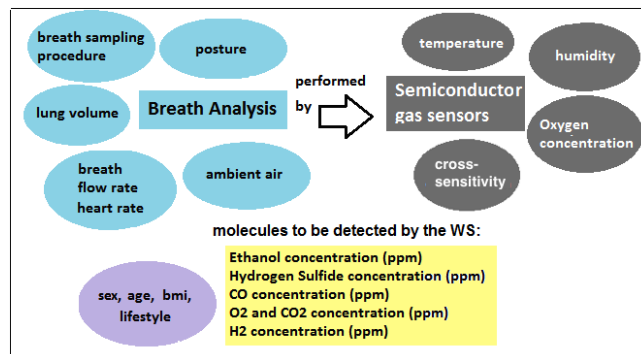 breath sampling
procedure
posture
lung volume
Breath Analysis
breath
flow rate
heart rate
ambient air
performed
by
temperature
humidity
Semiconductor
gas sensors
Oxygen
concentration
cross-
sensitivity
molecules to be detected by the WS:
Ethanol concentration (ppm)
Hydrogen Sulfide concentration (ppm)
CO concentration (ppm)
O2 and CO2 concentration (ppm)
H2 concentration (ppm)
sex, age, bmi,
lifestyle